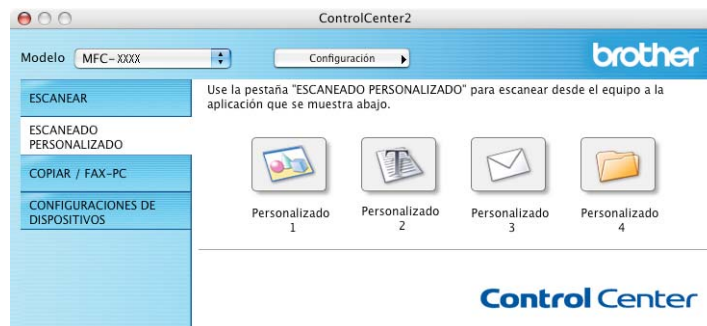 ControlCenter2
Modelo MFC-XXXX Configuración brother
ESCANEAR
ESCANEADO
PERSONALIZADO
COPIAR / FAX-PC
CONFIGURACIONES DE
DISPOSITIVOS
Use la pestaña "ESCANEADO PERSONALIZADO" para escanear desde el equipo a la
aplicación que se muestra abajo.
Personalizado
1
Personalizado
2
Personalizado
3
Personalizado
4
Control Center